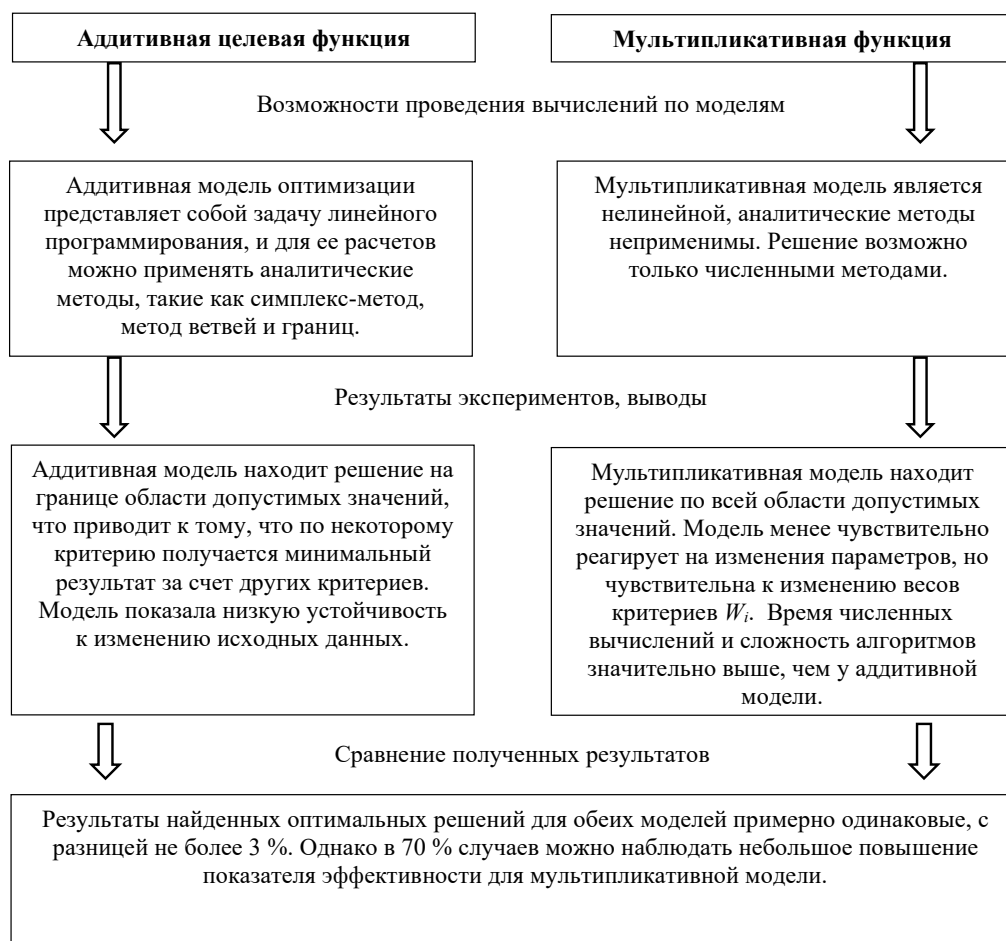 Аддитивная целевая функция
Мультипликативная функция
Возможности проведения вычислений по моделям
Аддитивная модель оптимизации
представляет собой задачу линейного
программирования, и для ее расчетов
можно применять аналитические
методы, такие как симплекс-метод,
метод ветвей и границ.
Мультипликативная модель является
нелинейной, аналитические методы
неприменимы. Решение возможно
только численными методами.
Результаты экспериментов, выводы
Аддитивная модель находит решение на
границе области допустимых значений,
что приводит к тому, что по некоторому
критерию получается минимальный
результат за счет других критериев.
Модель показала низкую устойчивость
к изменению исходных данных.
Мультипликативная модель находит
решение по всей области допустимых
значений. Модель менее чувствительно
реагирует на изменения параметров, но
чувствительна к изменению весов
критериев Wi. Время численных
вычислений и сложность алгоритмов
значительно выше, чем у аддитивной
модели.
Сравнение полученных результатов
Результаты найденных оптимальных решений для обеих моделей примерно одинаковые, с
разницей не более 3 %. Однако в 70 % случаев можно наблюдать небольшое повышение
показателя эффективности для мультипликативной модели.